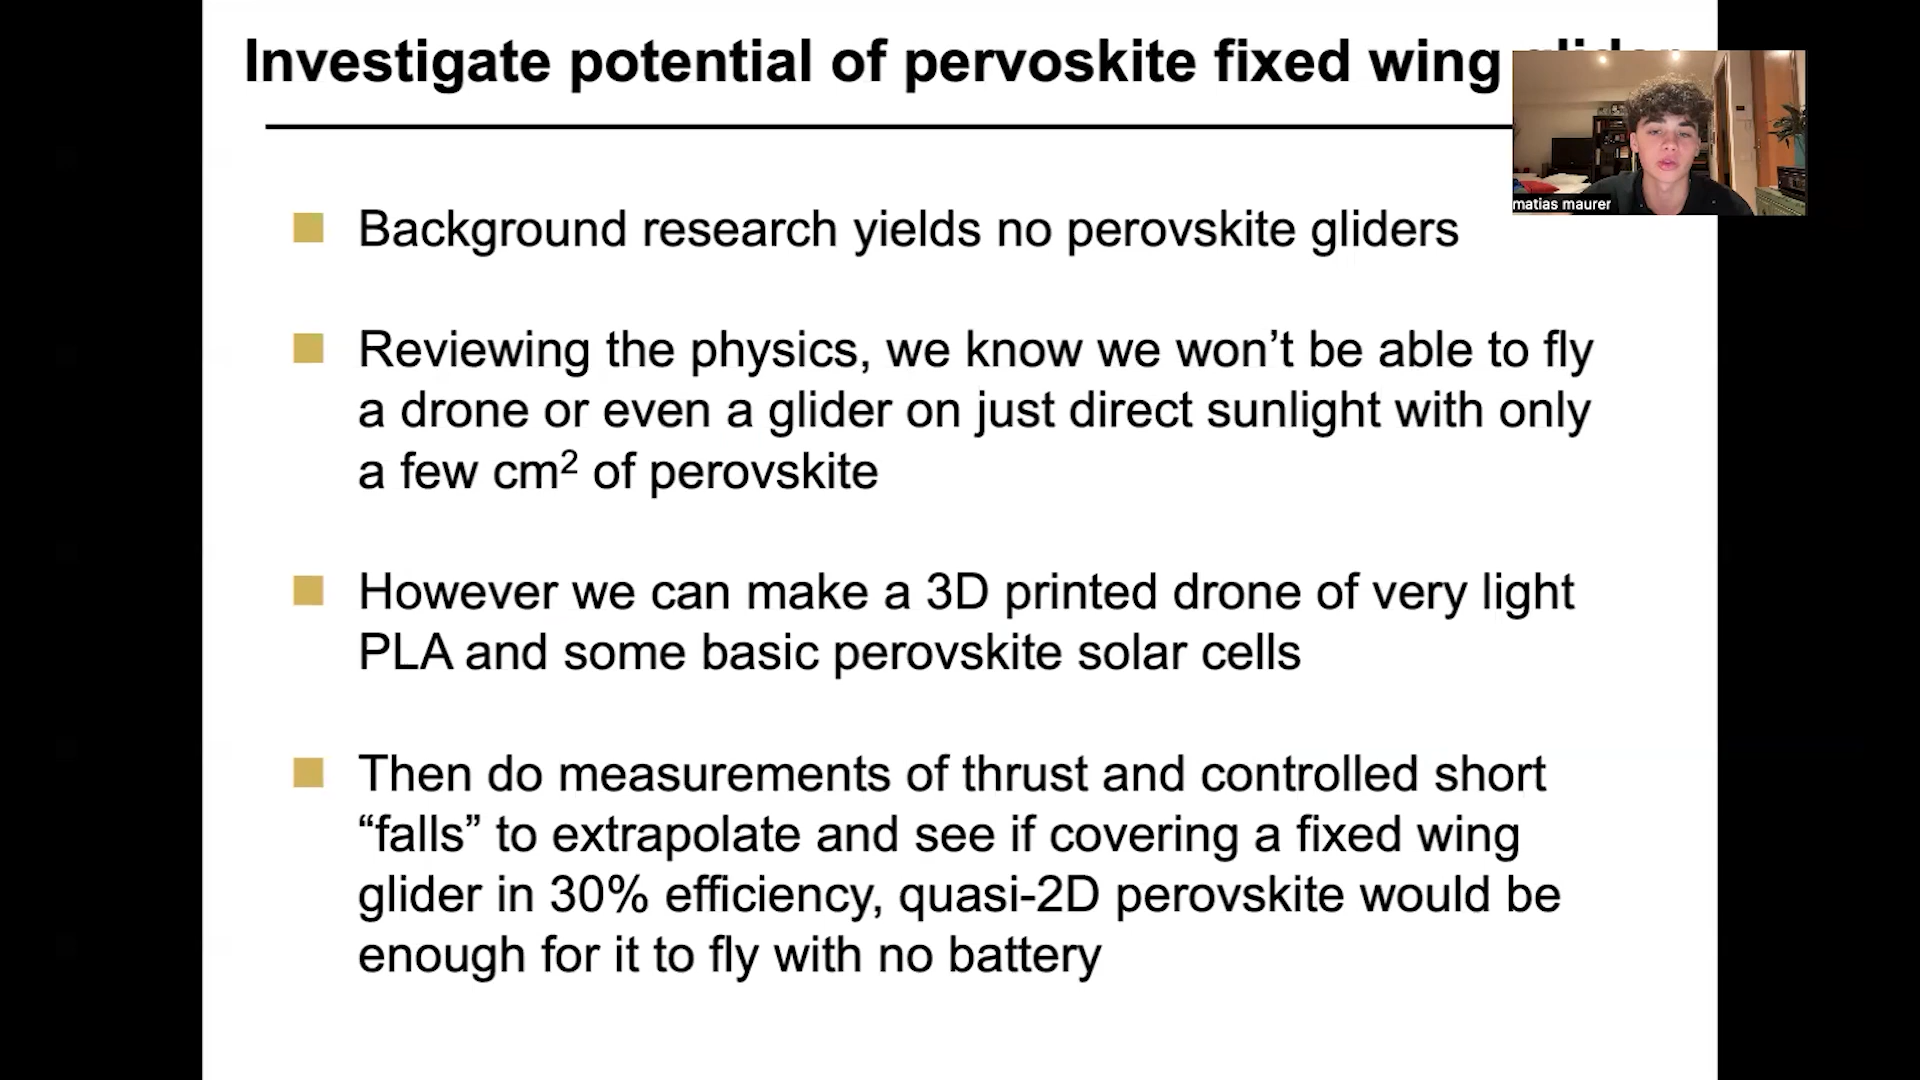 Investigate potential of pervoskite fixed wing
matias maurer
Background research yields no perovskite gliders
Reviewing the physics, we know we won’t be able to fly
a drone or even a glider on just direct sunlight with only
a few cm² of perovskite
However we can make a 3D printed drone of very light
PLA and some basic perovskite solar cells
Then do measurements of thrust and controlled short
“falls” to extrapolate and see if covering a fixed wing
glider in 30% efficiency, quasi-2D perovskite would be
enough for it to fly with no battery